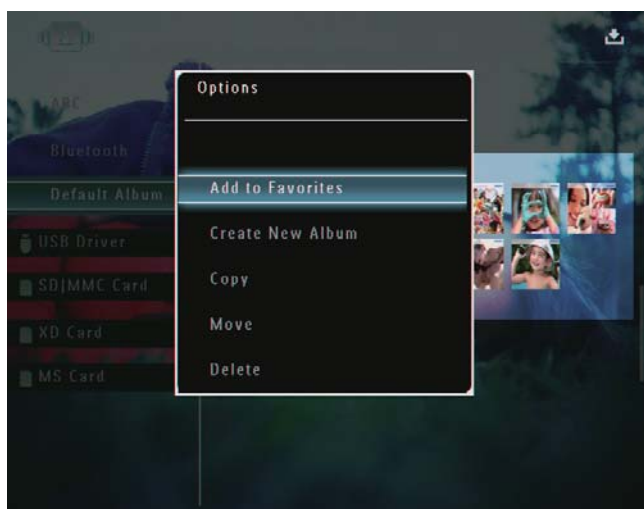 ABC
Bluetooth
Default Album
USB Driver
SD|MMC Card
XD Card
MS Card
Options
Add to Favorites
Create New Album
Copy
Move
Delete